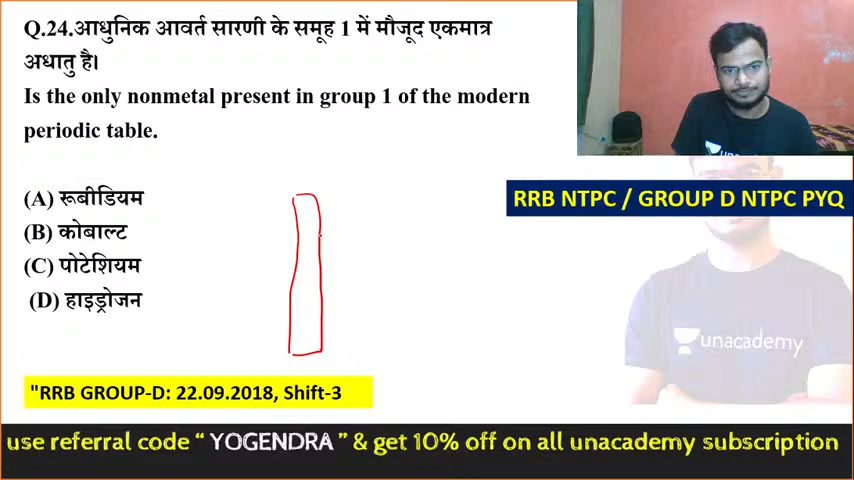 Q.24.आधुनिक आवर्त सारणी के समूह 1 में मौजूद एकमात्र
अधातु है।
Is the only nonmetal present in group 1 of the modern
periodic table.
(A) रूबीडियम
(B) कोबाल्ट
(C) पोटेशियम
(D) हाइड्रोजन
"RRB GROUP-D: 22.09.2018, Shift-3
unacademy
RRB NTPC / GROUP D NTPC PYQ
unacademy
use referral code “ YOGENDRA ” & get 10% off on all unacademy subscription